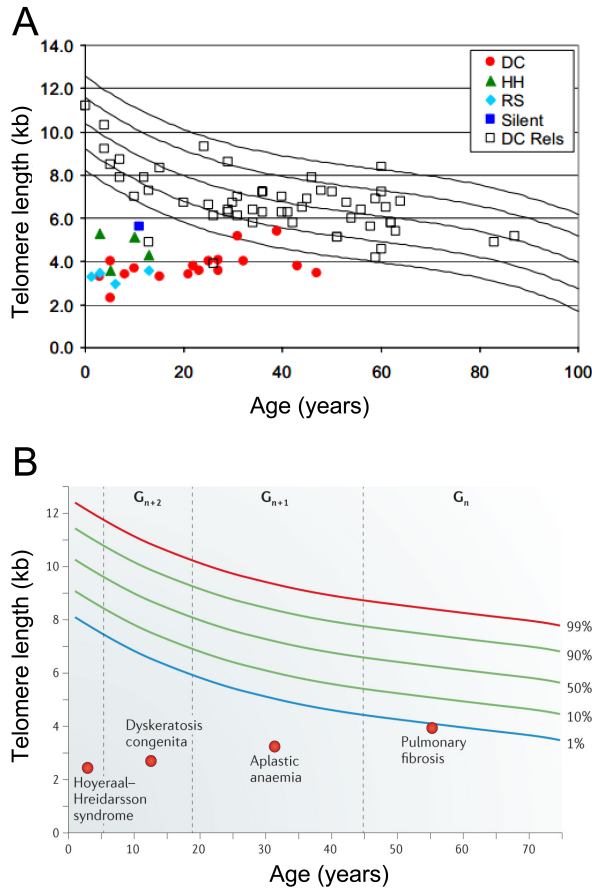 A
14.0
12.0
10.0
8.0
6.0
4.0
2.0
0.0
Telomere length (kb)
DC
HH
RS
Silent
DC Rels
0
20
40
60
80
100
Age (years)
B
Gn+2
Gn+1
Gn
12
10
8
6
4
2
0
Telomere length (kb)
99%
90%
50%
10%
1%
Dyskeratosis
congenita
Hoyeraal–
Hreidarsson
syndrome
Aplastic
anaemia
Pulmonary
fibrosis
0
10
20
30
40
50
60
70
Age (years)